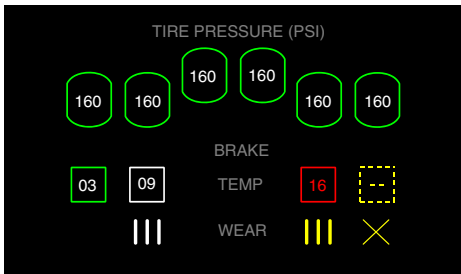 TIRE PRESSURE (PSI)
160 160 160 160 160 160
BRAKE
03 09 TEMP 16 --
WEAR